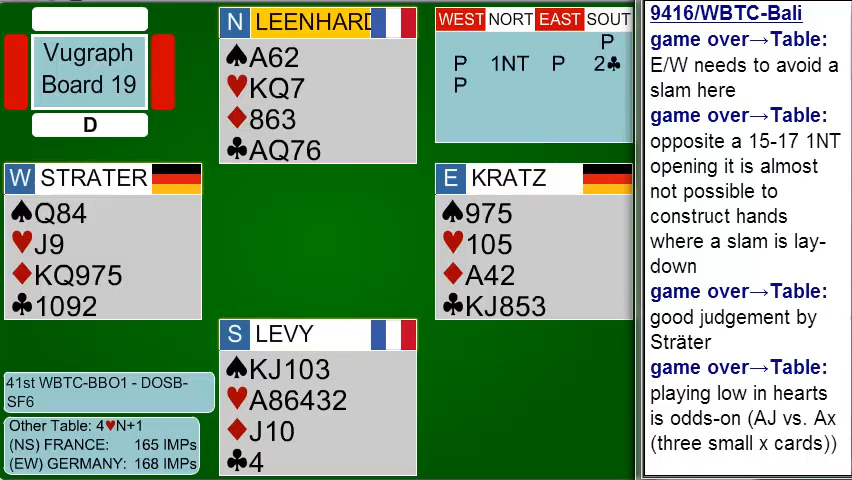 Vugraph
Board 19
D
N LEENHARD
♠A62
♥KQ7
♦863
♣AQ76
WEST NORT EAST SOUT
P
P 1NT P 2♣
P
W STRATER
♠Q84
♥J9
♦KQ975
♣1092
E KRATZ
♠975
♥105
♦A42
♣KJ853
S LEVY
♠KJ103
♥A86432
♦J10
♣4
41st WBTC-BBO1 - DOSB-
SF6
Other Table: 4♥N+1
(NS) FRANCE: 165 IMPs
(EW) GERMANY: 168 IMPs
9416/WBTC-Bali
game over→Table:
E/W needs to avoid a
slam here
game over→Table:
opposite a 15-17 1NT
opening it is almost
not possible to
construct hands
where a slam is lay-
down
game over→Table:
good judgement by
Sträter
game over→Table:
playing low in hearts
is odds-on (AJ vs. Ax
(three small x cards))